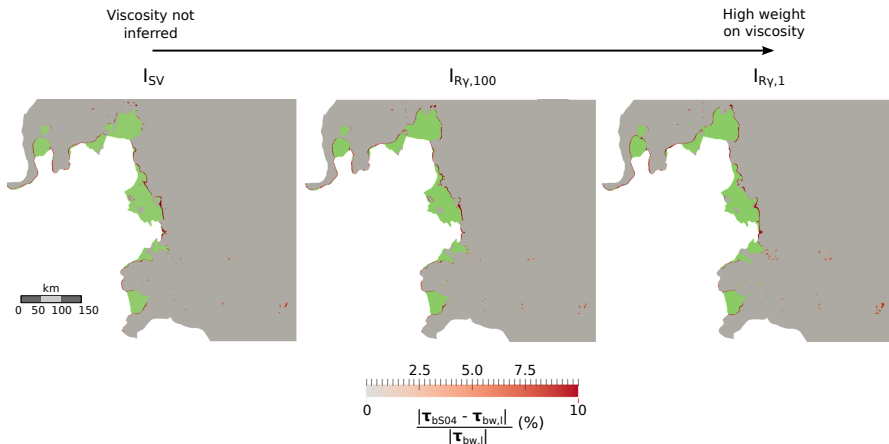 Viscosity not
inferred
High weight
on viscosity
I_SV
I_Rγ,100
I_Rγ,1
km
0 50 100 150
2.5 5.0 7.5
0 10
|τ_bS04 - τ_bw,I| (%)
|τ_bw,I|